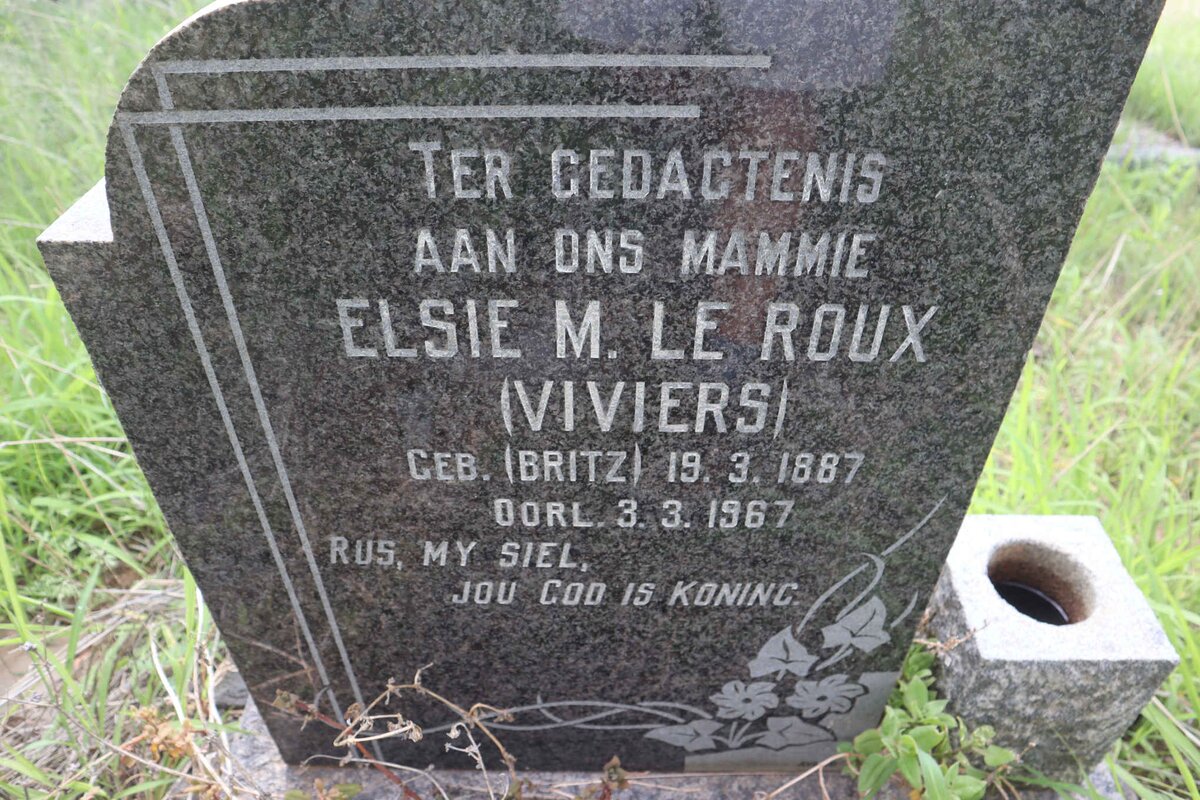 TER GEDAGTENIS
AAN ONS MAMMIE
ELSIE M. LE ROUX
(VIVIERS)
GEB. (BRITZ) 19. 3. 1887
OORL. 3. 3. 1967
RUS, MY SIEL,
JOU GOD IS KONING.